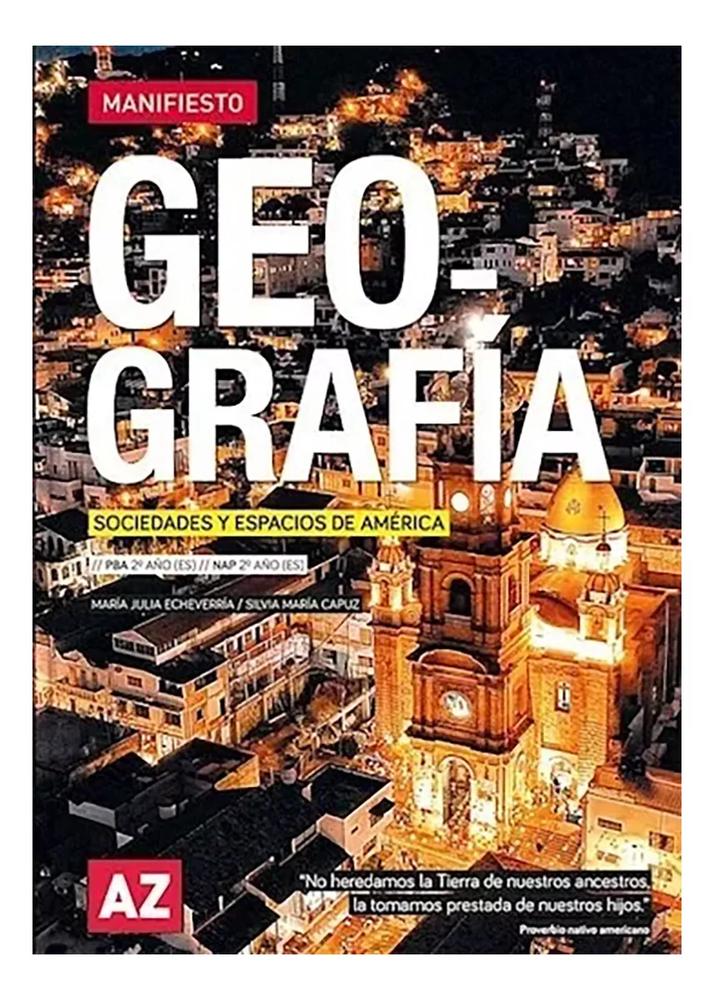 MANIFIESTO
GEO-
GRAFÍA
SOCIEDADES Y ESPACIOS DE AMÉRICA
// PBA 2º AÑO (ES) // NAP 2º AÑO (ES)
MARÍA JULIA ECHEVERRÍA / SILVIA MARÍA CAPUZ
AZ
"No heredamos la Tierra de nuestros ancestros,
la tomamos prestada de nuestros hijos."
Proverbio nativo americano